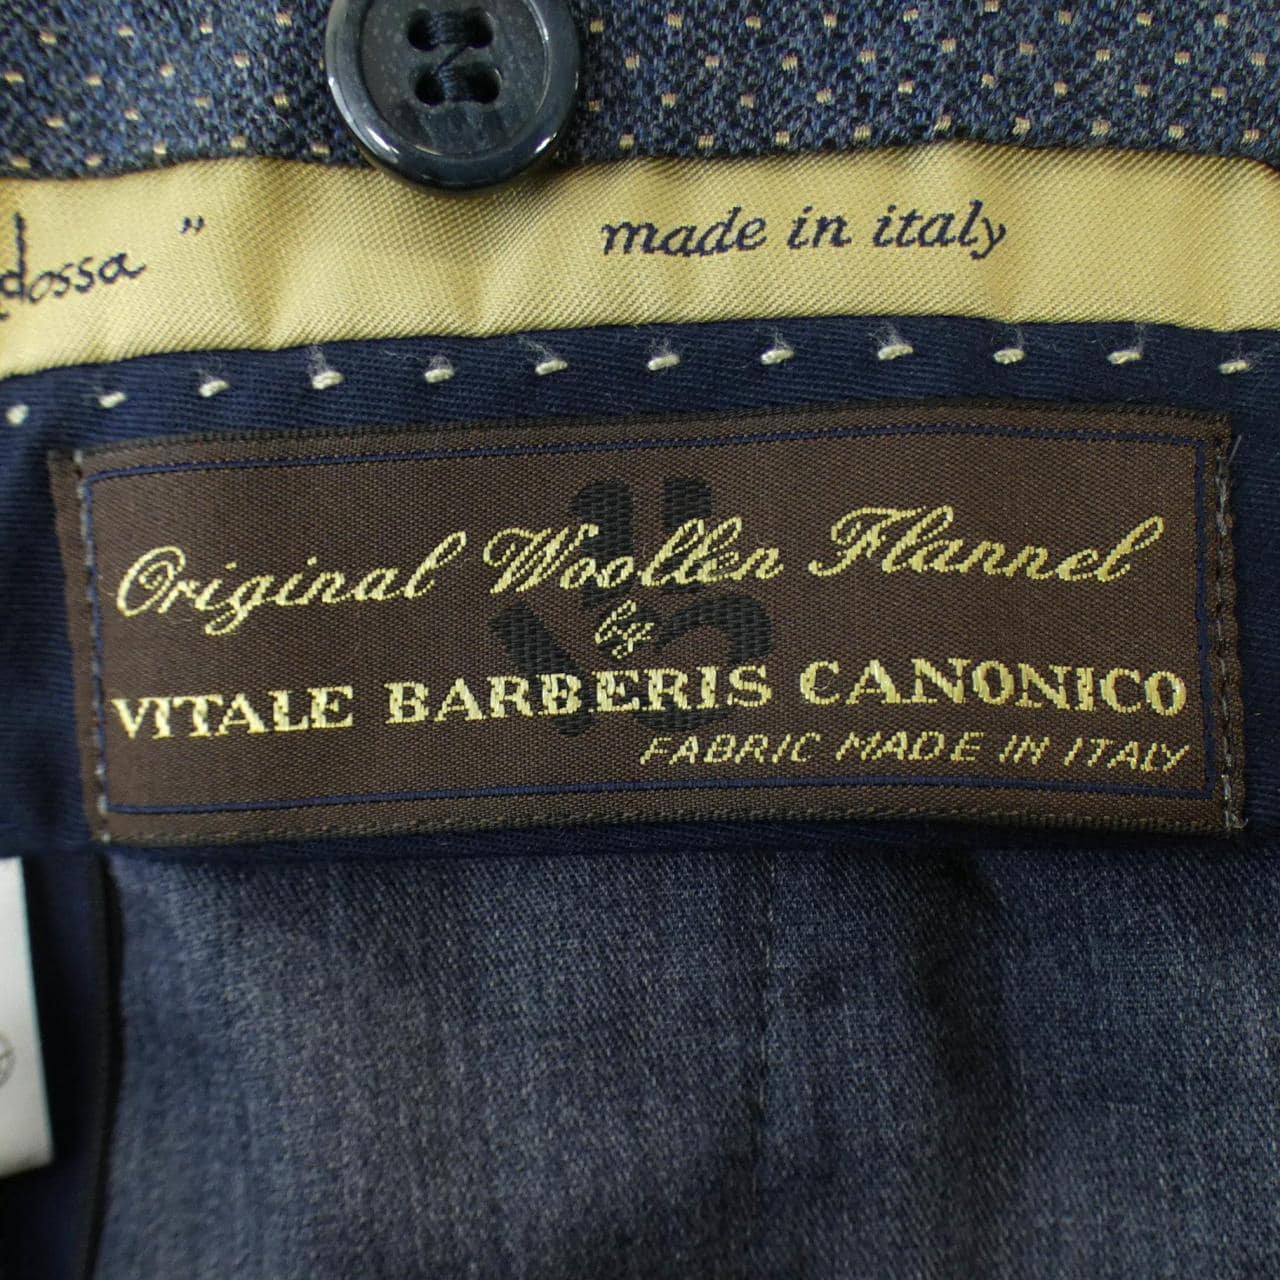 dossa ” made in italy
Original Woollen Flannel
by
VITALE BARBERIS CANONICO
FABRIC MADE IN ITALY